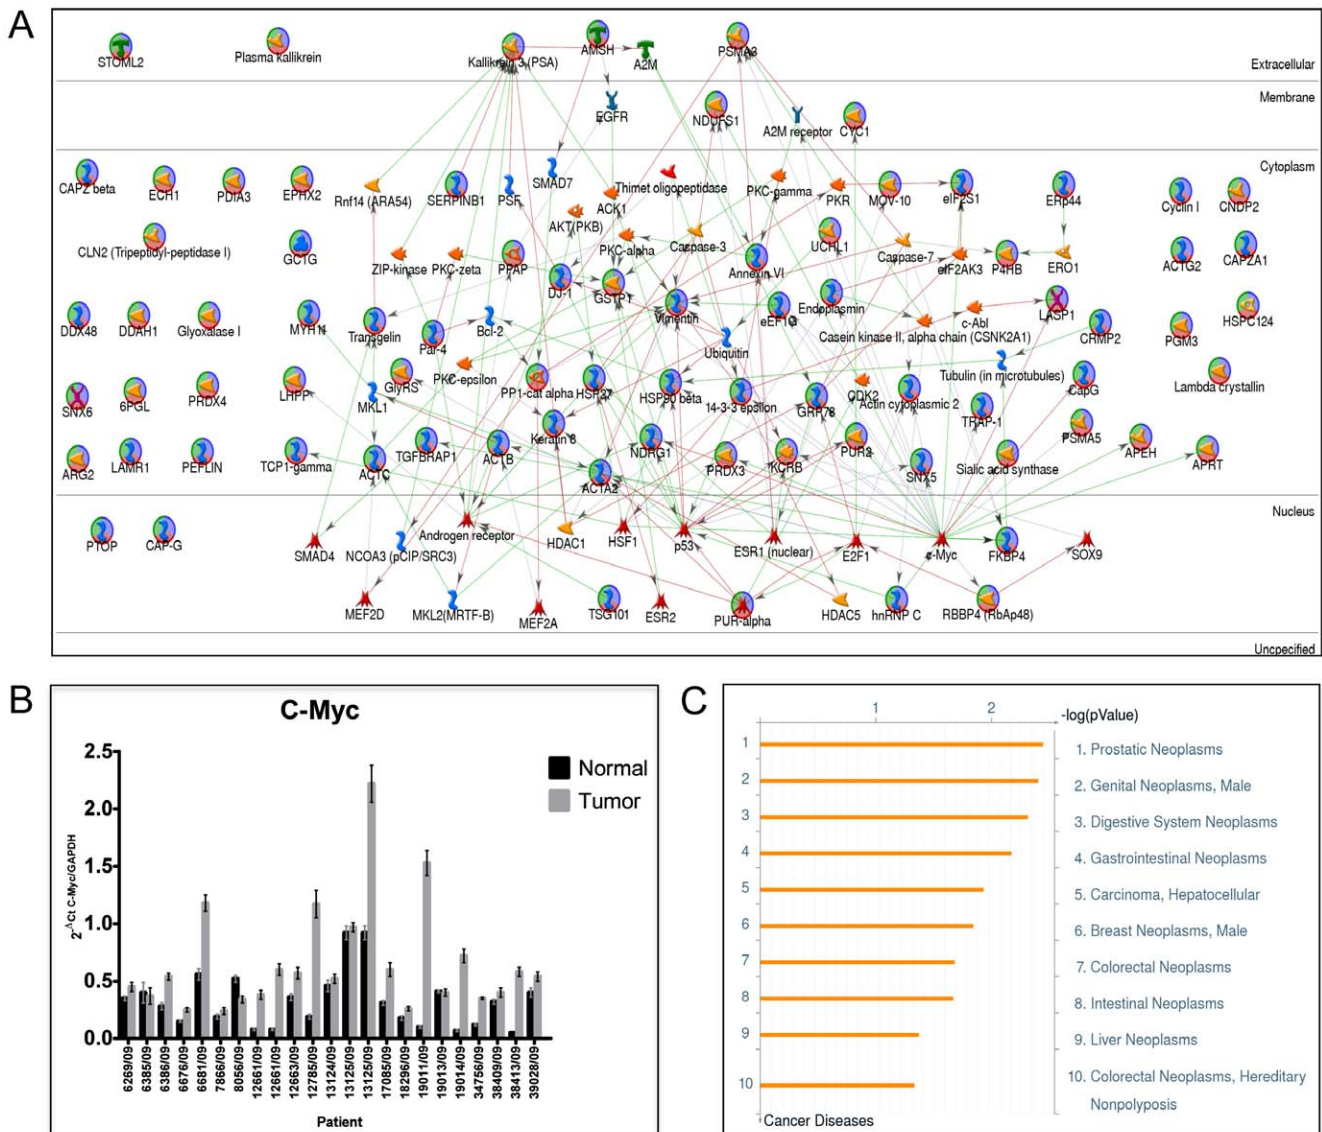 A
STOML2
Plasma kallikrein
Kallikrein 3 (PSA)
AMSH
A2M
PSMA3
Extracellular
Membrane
EGFR
NDUFS1
A2M receptor
CYC1
Cytoplasm
CAPZ beta
ECH1
PDIA3
EPHX2
Rnf14 (ARA54)
SERPINB1
PSF
SMAD7
ACK1
Thimet oligopeptidase
PKC-gamma
PKR
MOV-10
eIF2S1
ERp44
Cyclin I
CNDP2
CLN2 (Tripeptidyl-peptidase I)
GCTG
ZIP-kinase
PKC-zeta
PPAP
AKT(PKB)
PKC-alpha
Caspase-3
Annexin VI
UCHL1
Caspase-7
eIF2AK3
P4HB
ERO1
ACTG2
CAPZA1
DJ-1
GSTP1
DDX48
DDAH1
Glyoxalase I
MYH11
Transgelin
Par-4
Bcl-2
Vimentin
Ubiquitin
eEF1G
Endoplasmin
Casein kinase II, alpha chain (CSNK2A1)
c-Abl
LASP1
CRMP2
PGM3
HSPC124
SNX6
6PGL
PRDX4
LHPP
MKL1
GlyRS
PKC-epsilon
PP1-cat alpha
HSP27
HSP90 beta
14-3-3 epsilon
GRP78
CDK2
Actin cytoplasmic 2
Tubulin (in microtubules)
TRAP-1
CapG
Lambda crystallin
ARG2
LAMR1
PEFLIN
TCP1-gamma
ACTC
TGFBRAP1
ACTB
Keratin 8
ACTA2
NDRG1
PRDX3
KCRB
PUR2
SNX5
Sialic acid synthase
PSMA5
APEH
APRT
Nucleus
PTOP
CAP-G
SMAD4
NCOA3 (pCIP/SRC3)
Androgen receptor
HDAC1
HSF1
p53
ESR1 (nuclear)
E2F1
c-Myc
FKBP4
SOX9
MEF2D
MKL2(MRTF-B)
MEF2A
TSG101
ESR2
PUR-alpha
HDAC5
hnRNP C
RBBP4 (RbAp48)
Uncpecified
B
C-Myc
2.5
2.0
1.5
1.0
0.5
0.0
2-ΔCt C-Myc/GAPDH
Normal
Tumor
6269/09
6385/09
6386/09
6676/09
6681/09
7866/09
8056/09
12661/09
12661/09
12663/09
12785/09
13124/09
13125/09
13125/09
17085/09
18296/09
19011/09
19013/09
19014/09
34756/09
38409/09
38413/09
39028/09
Patient
C
1 2
-log(pValue)
1
2
3
4
5
6
7
8
9
10
1. Prostatic Neoplasms
2. Genital Neoplasms, Male
3. Digestive System Neoplasms
4. Gastrointestinal Neoplasms
5. Carcinoma, Hepatocellular
6. Breast Neoplasms, Male
7. Colorectal Neoplasms
8. Intestinal Neoplasms
9. Liver Neoplasms
10. Colorectal Neoplasms, Hereditary
Nonpolyposis
Cancer Diseases